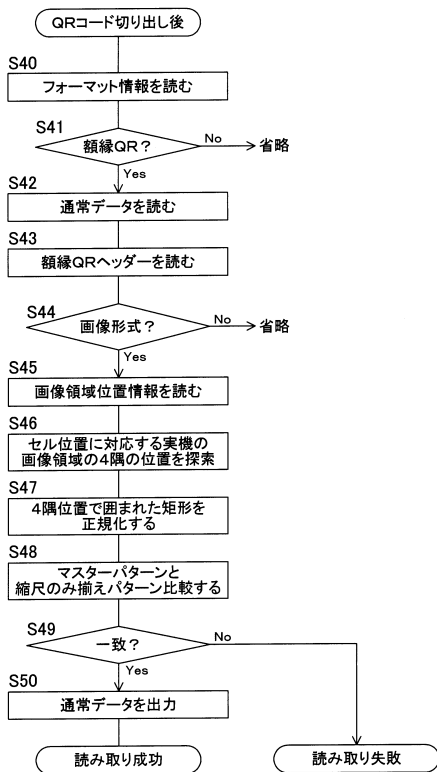 QRコード切り出し後
S40
フォーマット情報を読む
S41
額縁QR？
No
省略
Yes
S42
通常データを読む
S43
額縁QRヘッダーを読む
S44
画像形式？
No
省略
Yes
S45
画像領域位置情報を読む
S46
セル位置に対応する実機の
画像領域の4隅の位置を探索
S47
4隅位置で囲まれた矩形を
正規化する
S48
マスターパターンと
縮尺のみ揃えパターン比較する
S49
一致？
No
Yes
S50
通常データを出力
読み取り成功
読み取り失敗